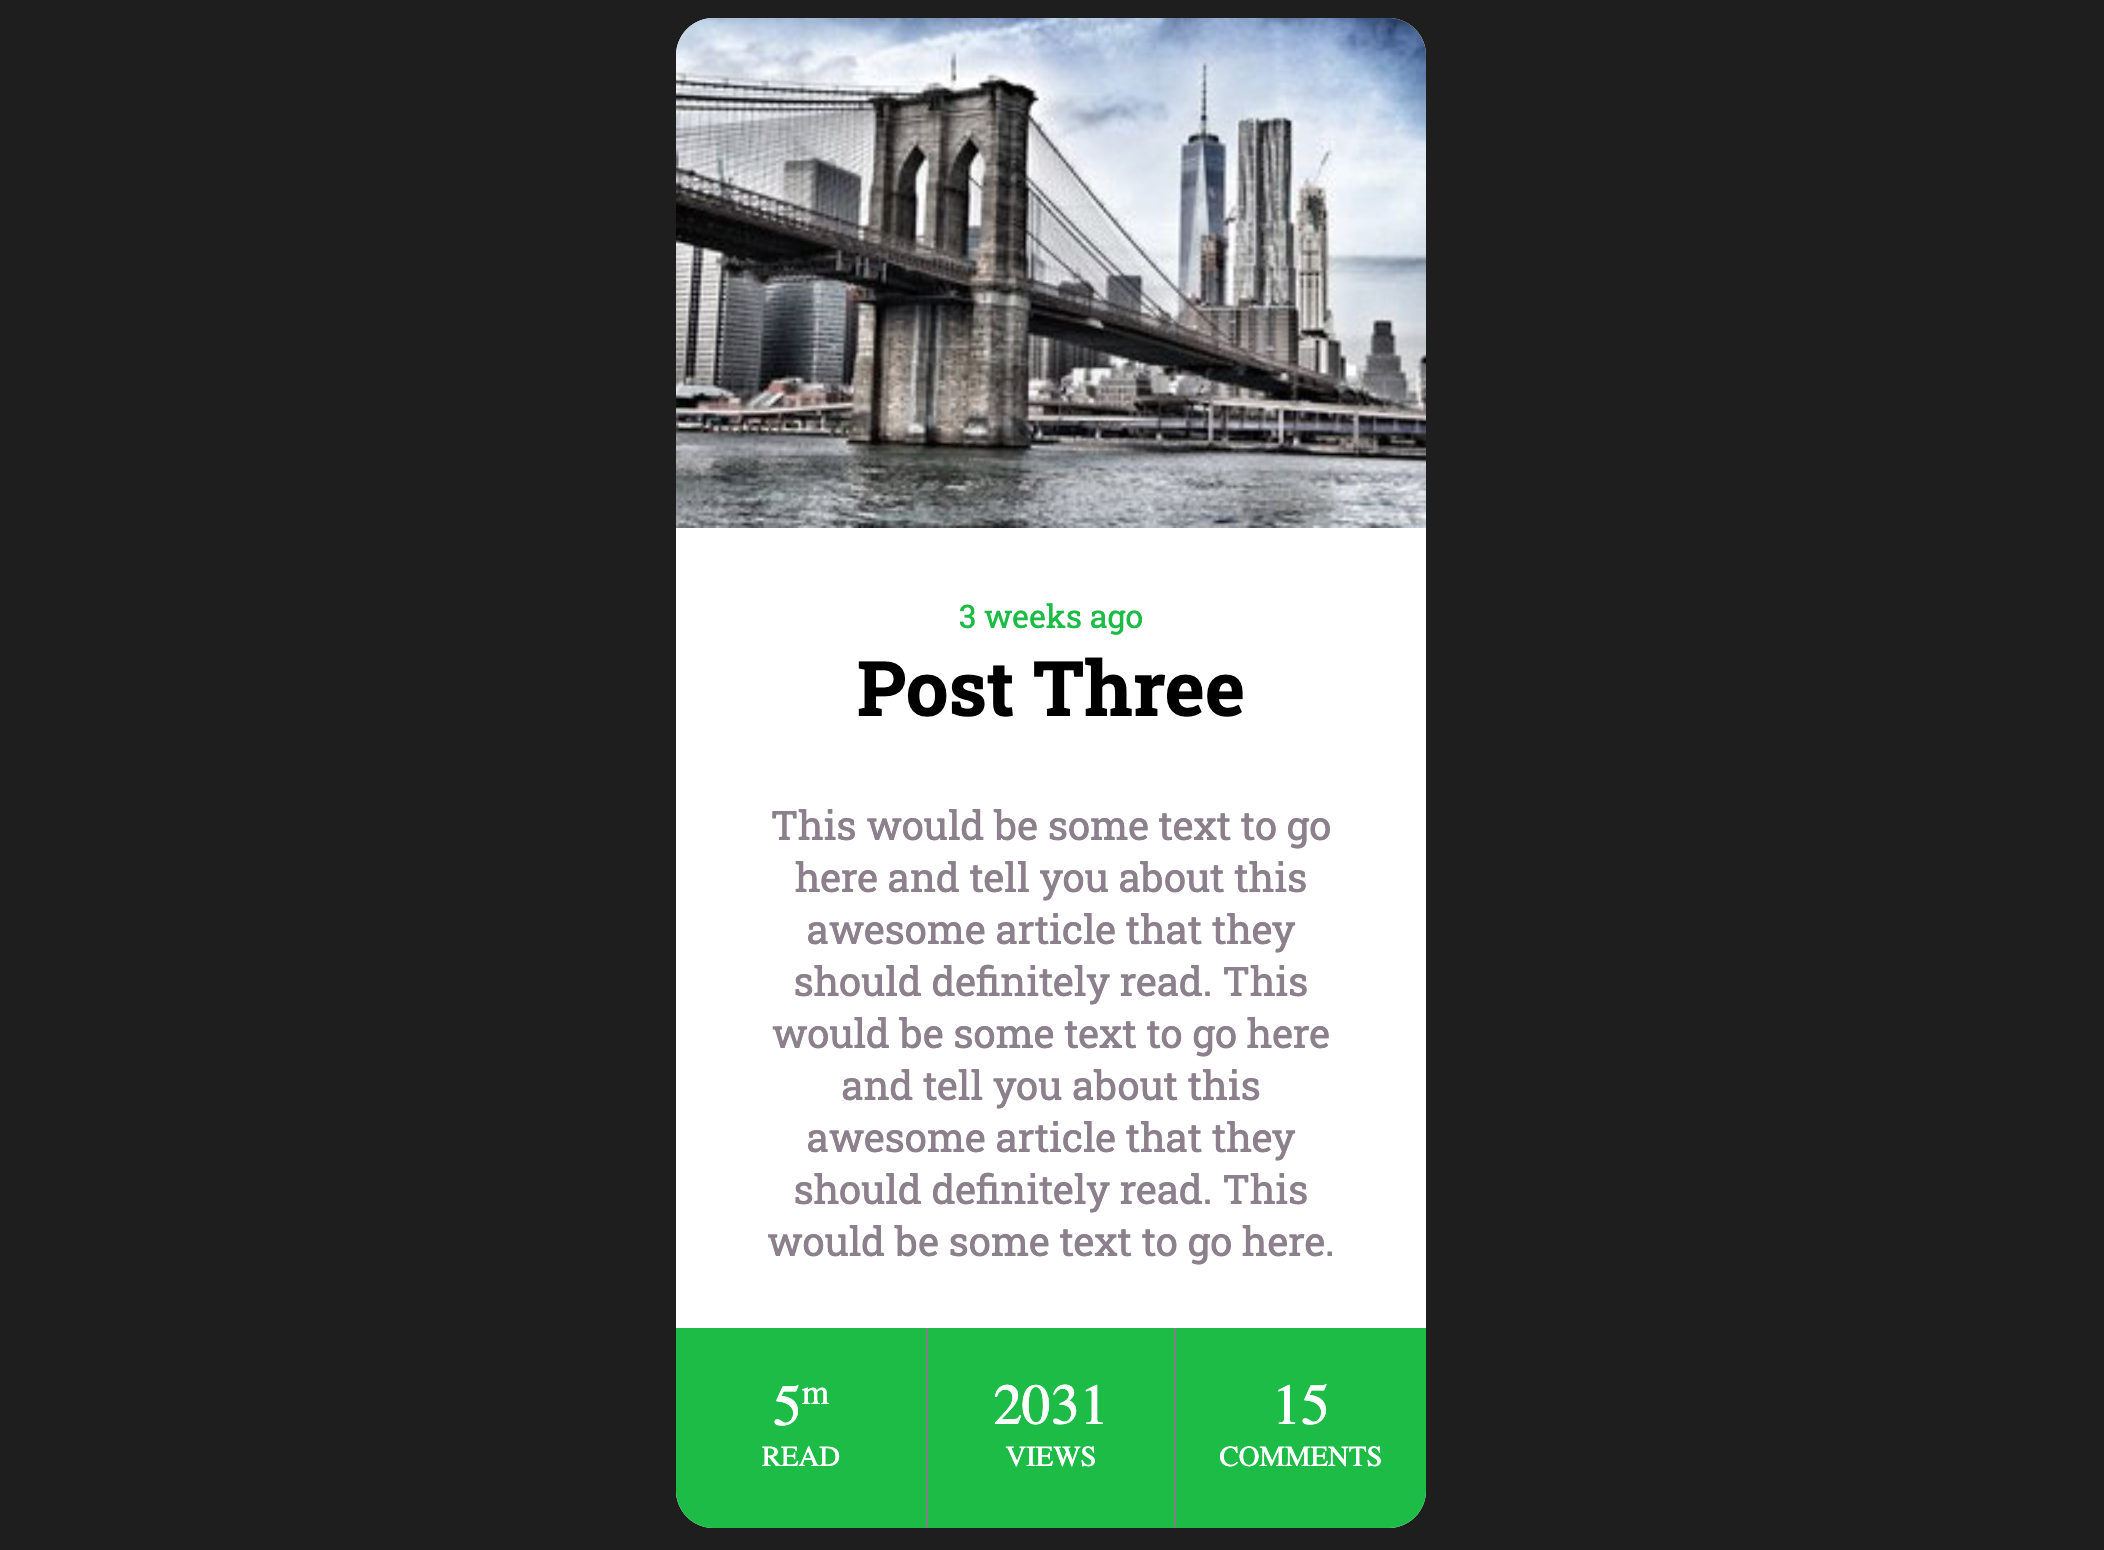 3 weeks ago
Post Three
This would be some text to go
here and tell you about this
awesome article that they
should definitely read. This
would be some text to go here
and tell you about this
awesome article that they
should definitely read. This
would be some text to go here.
5m 2031 15
READ VIEWS COMMENTS